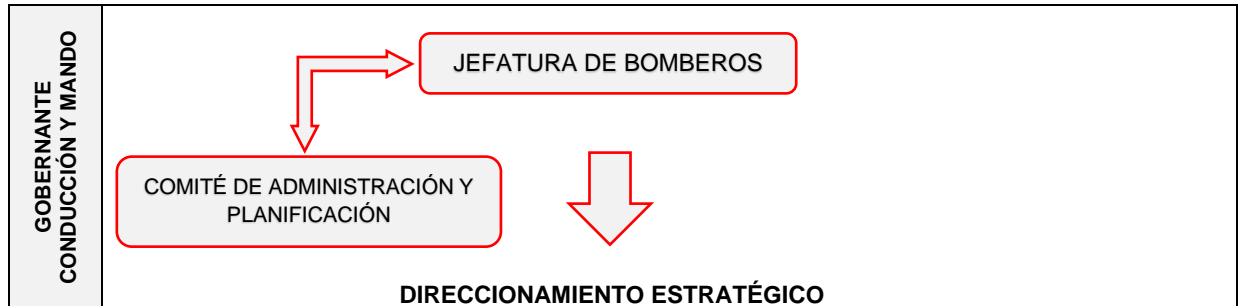 GOBERNANTE
CONDUCCIÓN Y MANDO
JEFATURA DE BOMBEROS
COMITÉ DE ADMINISTRACIÓN Y
PLANIFICACIÓN
DIRECCIONAMIENTO ESTRATÉGICO